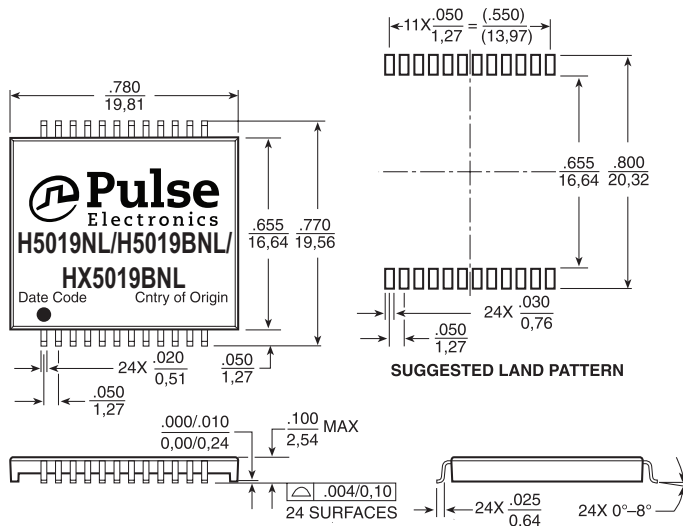 11X .050 = (.550)
1,27 (13,97)
.780
19,81
Pulse
Electronics
H5019NL/H5019BNL/
HX5019BNL
Date Code Cntry of Origin
.655
16,64
.770
19,56
.655
16,64
.800
20,32
24X .020
0,51
.050
1,27
.050
1,27
24X .030
0,76
.050
1,27
SUGGESTED LAND PATTERN
.000/.010
0,00/0,24
.100 MAX
2,54
.004/0,10
24 SURFACES
24X .025
0,64
24X 0°–8°